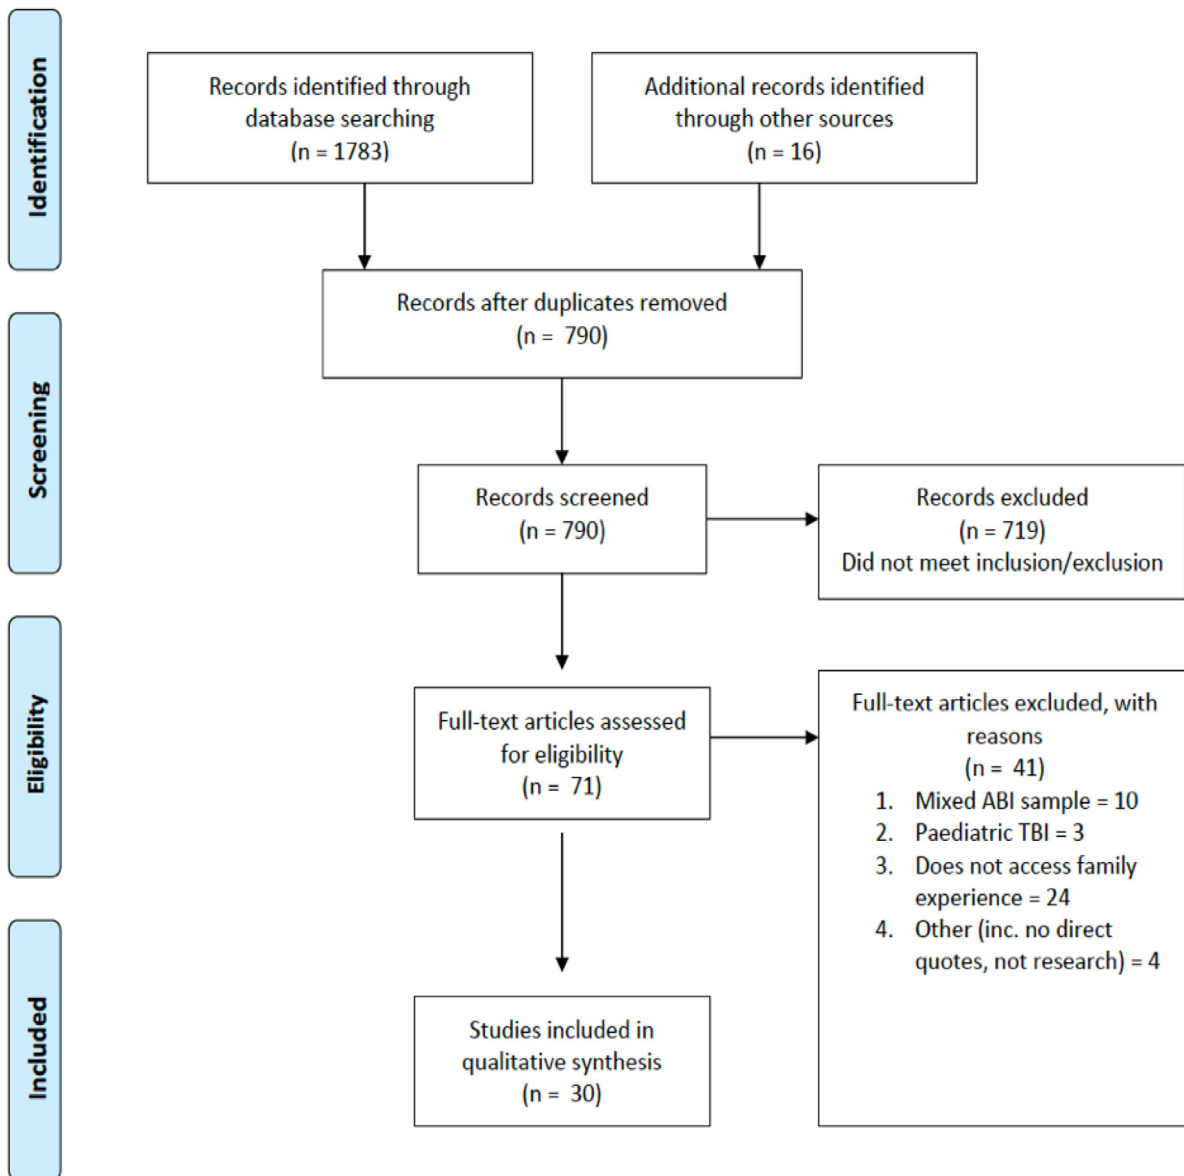 Identification
Records identified through
database searching
(n = 1783)
Additional records identified
through other sources
(n = 16)
Records after duplicates removed
(n = 790)
Screening
Records screened
(n = 790)
Records excluded
(n = 719)
Did not meet inclusion/exclusion
Eligibility
Full-text articles assessed
for eligibility
(n = 71)
Full-text articles excluded, with
reasons
(n = 41)
1. Mixed ABI sample = 10
2. Paediatric TBI = 3
3. Does not access family
experience = 24
4. Other (inc. no direct
quotes, not research) = 4
Included
Studies included in
qualitative synthesis
(n = 30)